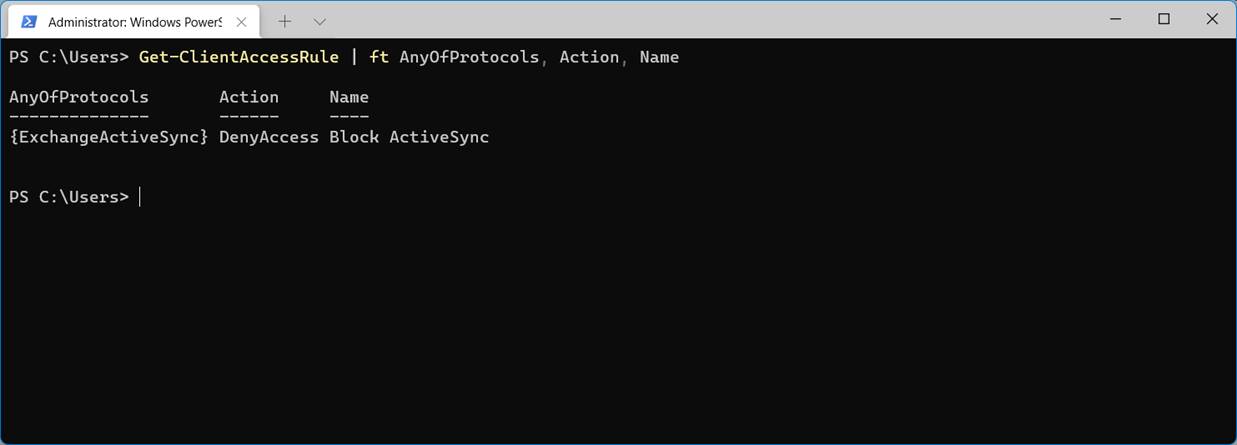 Administrator: Windows PowerS
PS C:\Users> Get-ClientAccessRule | ft AnyOfProtocols, Action, Name
AnyOfProtocols       Action     Name
--------------       ------     ----
{ExchangeActiveSync} DenyAccess Block ActiveSync
PS C:\Users>